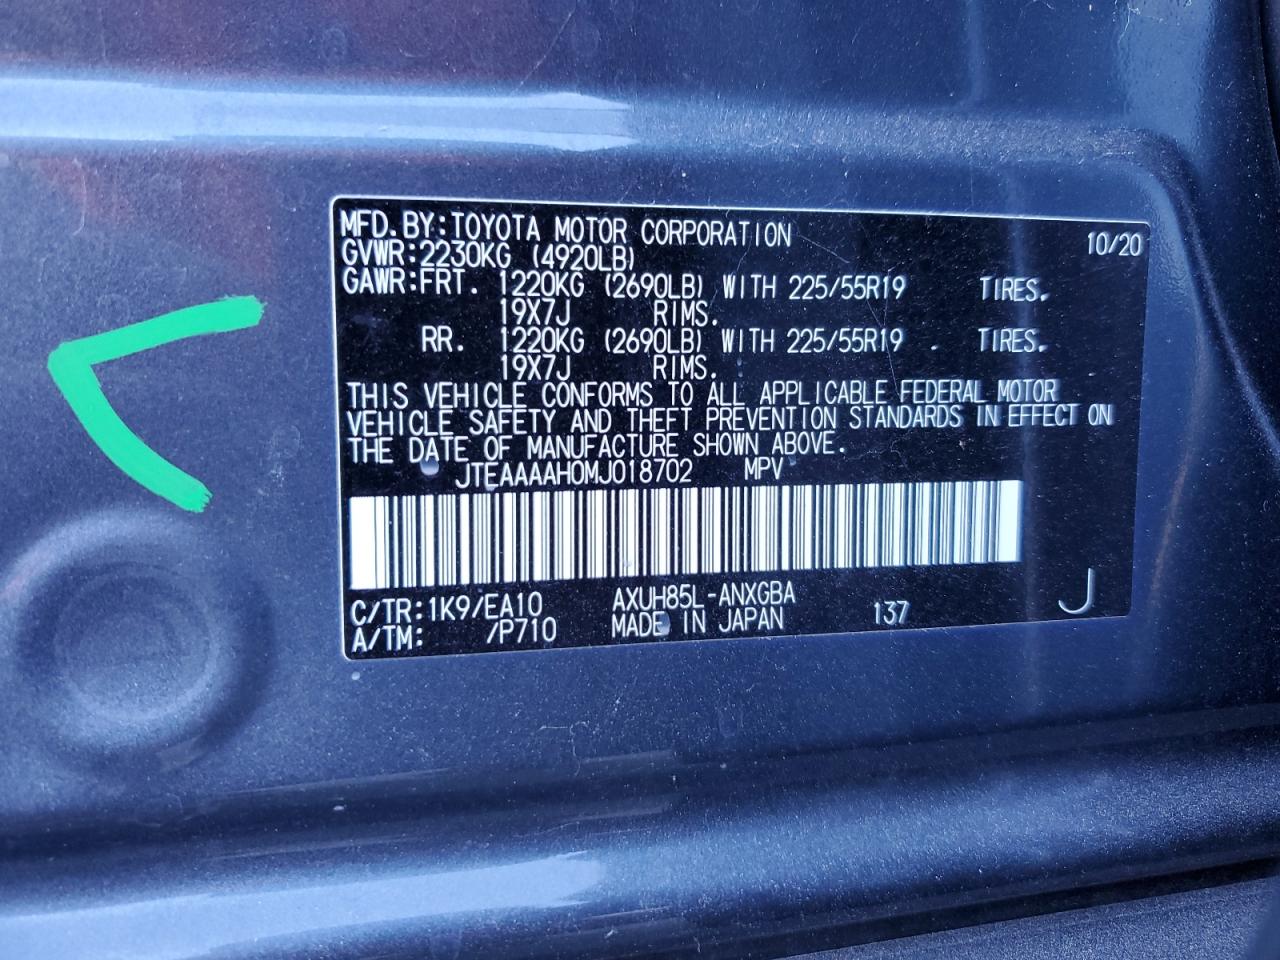 MFD.BY:TOYOTA MOTOR CORPORATION 10/20
GVWR:2230KG (4920LB)
GAWR:FRT. 1220KG (2690LB) WITH 225/55R19 TIRES.
19X7J RIMS.
RR. 1220KG (2690LB) WITH 225/55R19 TIRES.
19X7J RIMS.
THIS VEHICLE CONFORMS TO ALL APPLICABLE FEDERAL MOTOR
VEHICLE SAFETY AND THEFT PREVENTION STANDARDS IN EFFECT ON
THE DATE OF MANUFACTURE SHOWN ABOVE.
JTEAAAAH0MJ018702 MPV
C/TR:1K9/EA10 AXUH85L-ANXGBA
A/TM: /P710 MADE IN JAPAN 137 J